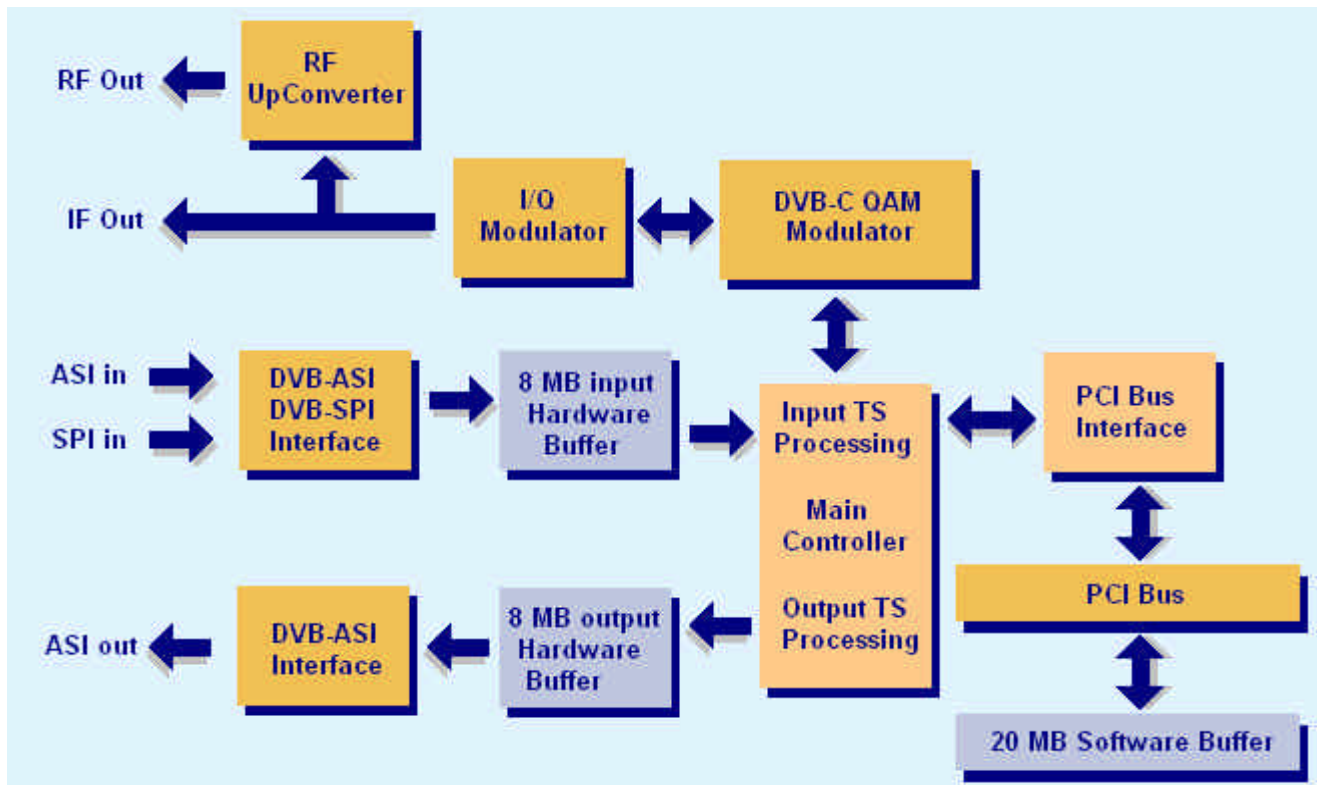 RF Out
RF
UpConverter
IF Out
I/Q
Modulator
DVB-C QAM
Modulator
ASI in
SPI in
DVB-ASI
DVB-SPI
Interface
8 MB input
Hardware
Buffer
Input TS
Processing
Main
Controller
Output TS
Processing
PCI Bus
Interface
PCI Bus
20 MB Software Buffer
ASI out
DVB-ASI
Interface
8 MB output
Hardware
Buffer